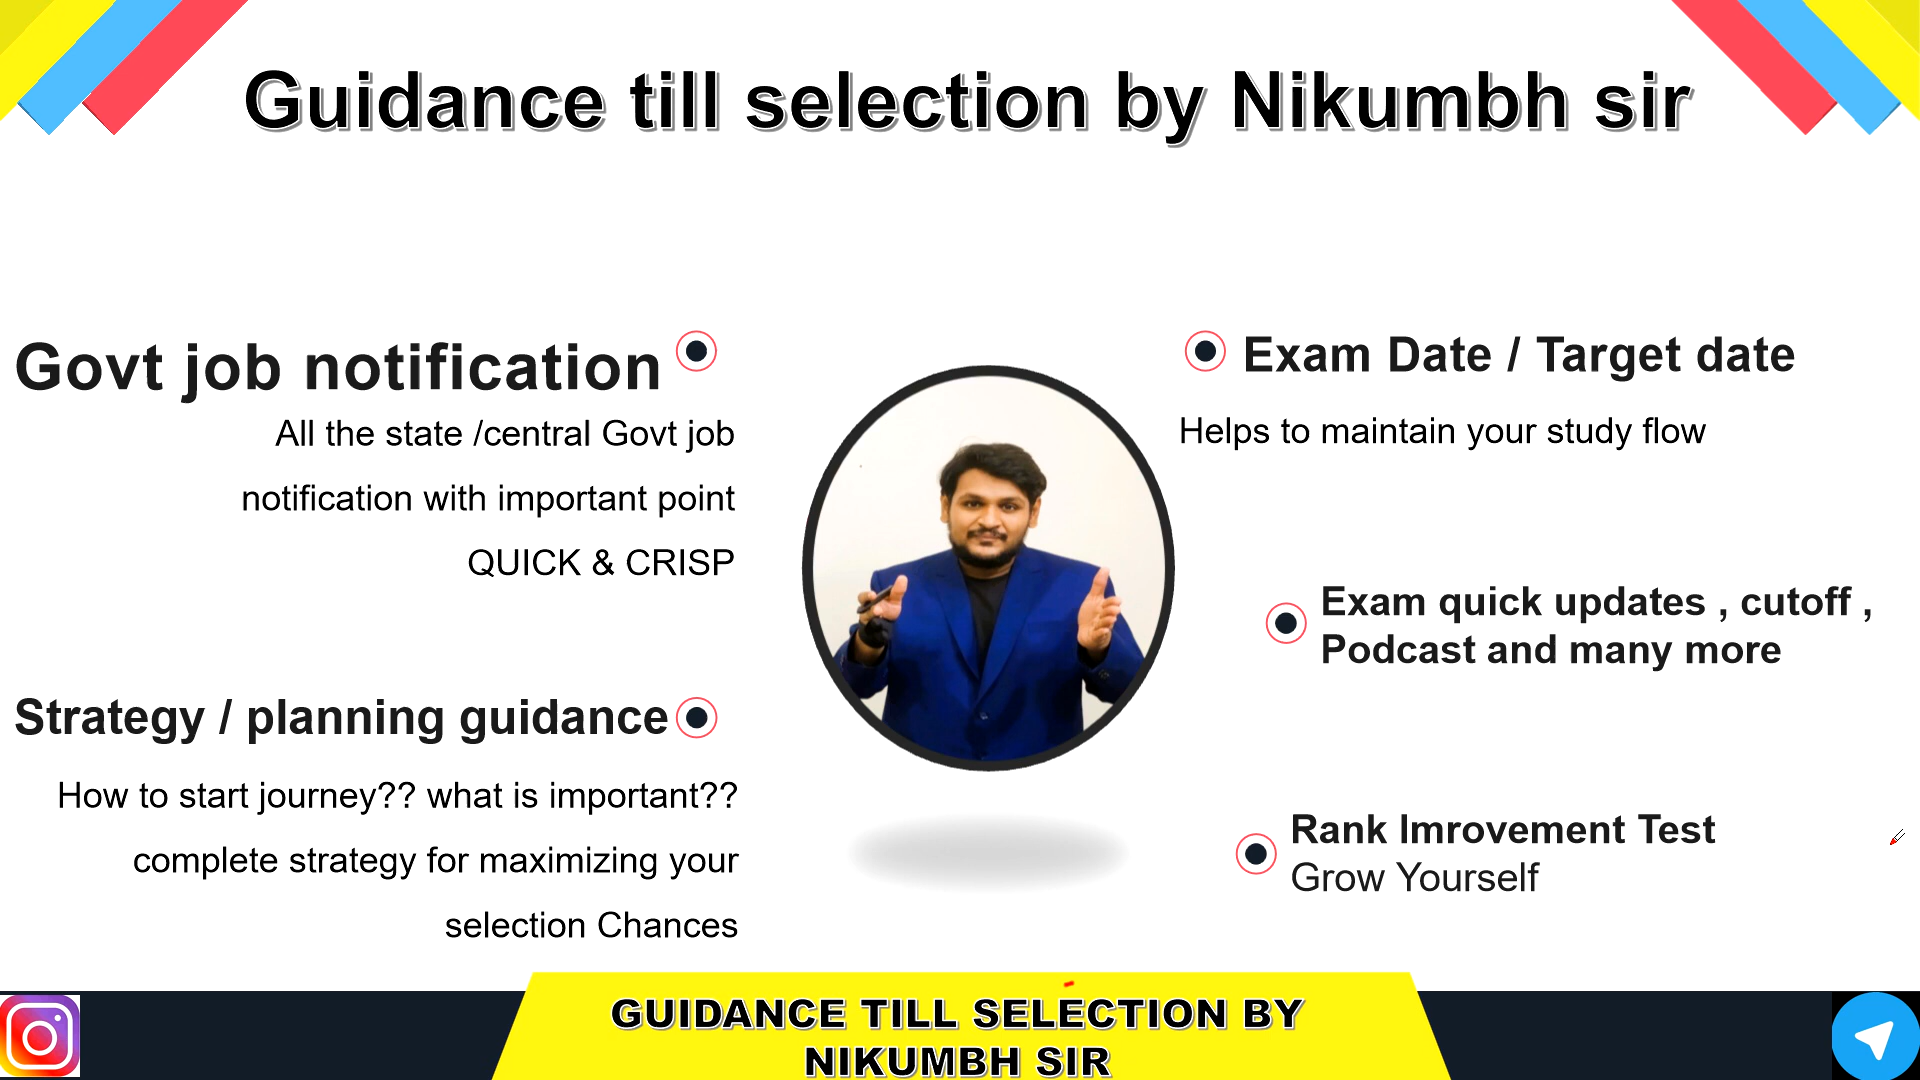 Guidance till selection by Nikumbh sir
Govt job notification
All the state /central Govt job
notification with important point
QUICK & CRISP
Strategy / planning guidance
How to start journey?? what is important??
complete strategy for maximizing your
selection Chances
Exam Date / Target date
Helps to maintain your study flow
Exam quick updates , cutoff ,
Podcast and many more
Rank Imrovement Test
Grow Yourself
GUIDANCE TILL SELECTION BY
NIKUMBH SIR